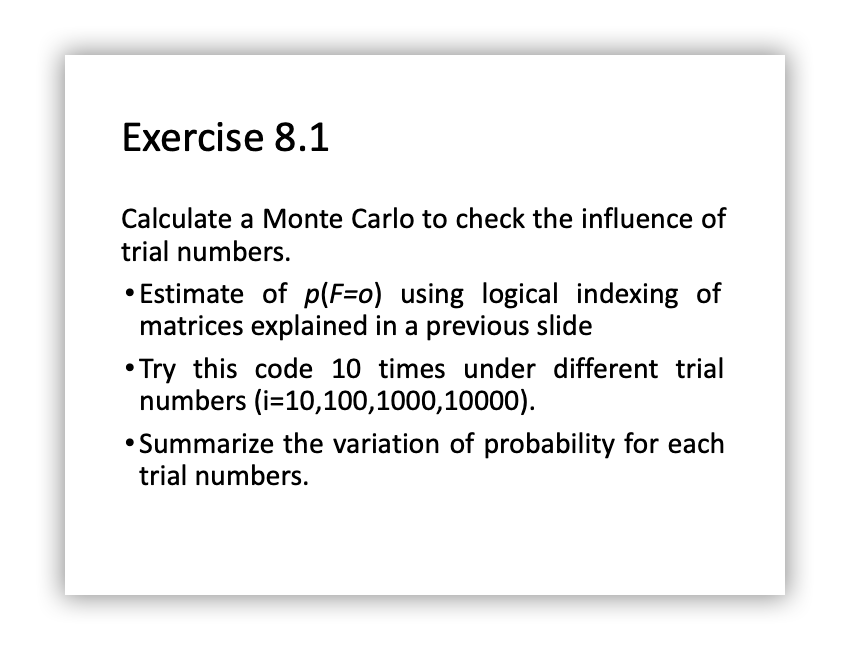 Exercise 8.1
Calculate a Monte Carlo to check the influence of
trial numbers.
•Estimate of p(F=o) using logical indexing of
matrices explained in a previous slide
•Try this code 10 times under different trial
numbers (i=10,100,1000,10000).
•Summarize the variation of probability for each
trial numbers.